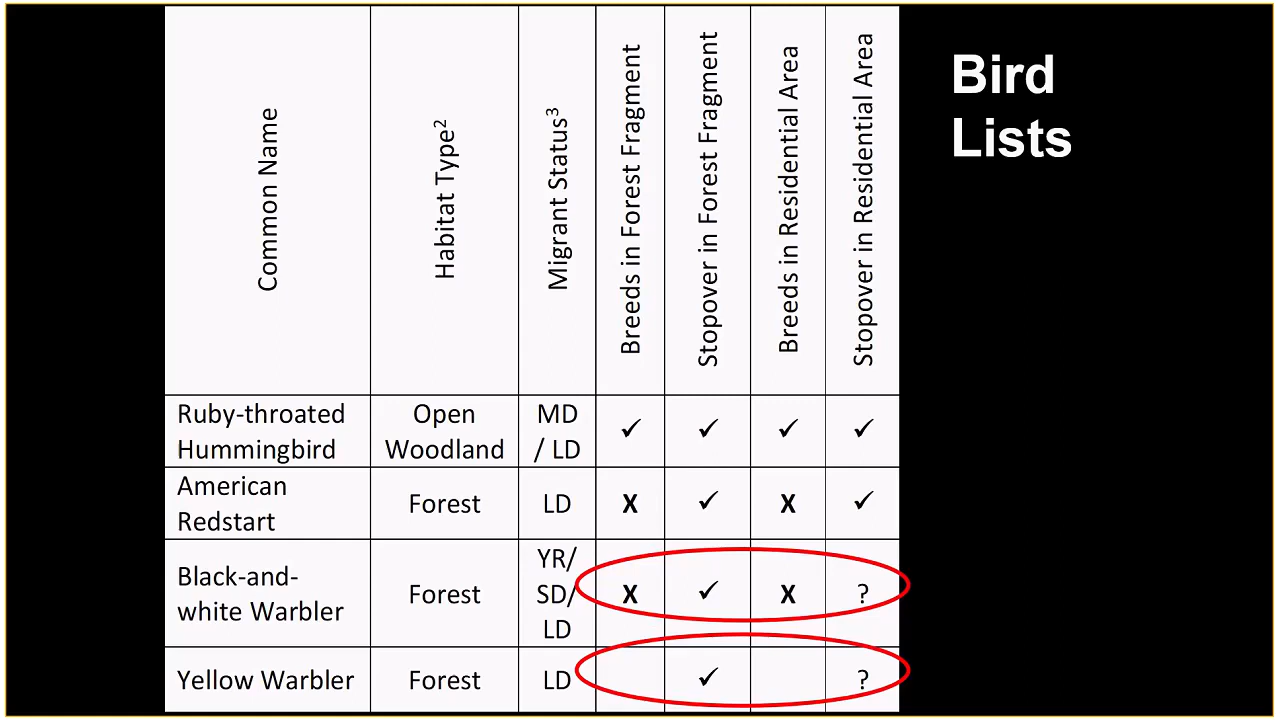 Bird
Lists
Common Name
Habitat Type²
Migrant Status³
Breeds in Forest Fragment
Stopover in Forest Fragment
Breeds in Residential Area
Stopover in Residential Area
Ruby-throated
Hummingbird
Open
Woodland
MD
/ LD
✓
✓
✓
✓
American
Redstart
Forest
LD
X
✓
X
✓
Black-and-
white Warbler
Forest
YR/
SD/
LD
X
✓
X
?
Yellow Warbler
Forest
LD
✓
?